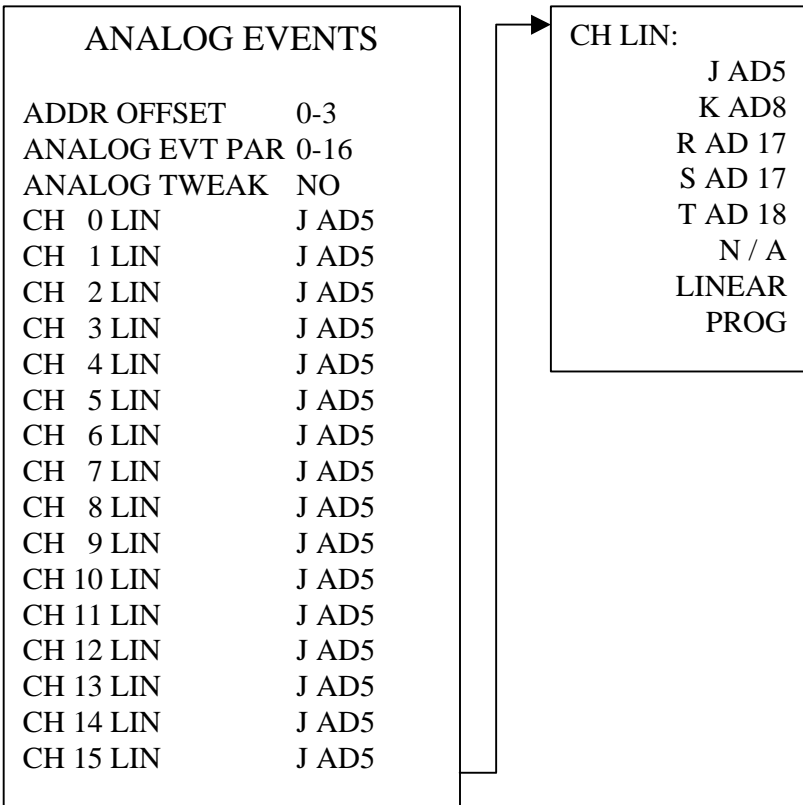 ANALOG EVENTS
ADDR OFFSET 0-3
ANALOG EVT PAR 0-16
ANALOG TWEAK NO
CH 0 LIN J AD5
CH 1 LIN J AD5
CH 2 LIN J AD5
CH 3 LIN J AD5
CH 4 LIN J AD5
CH 5 LIN J AD5
CH 6 LIN J AD5
CH 7 LIN J AD5
CH 8 LIN J AD5
CH 9 LIN J AD5
CH 10 LIN J AD5
CH 11 LIN J AD5
CH 12 LIN J AD5
CH 13 LIN J AD5
CH 14 LIN J AD5
CH 15 LIN J AD5
CH LIN:
J AD5
K AD8
R AD 17
S AD 17
T AD 18
N / A
LINEAR
PROG